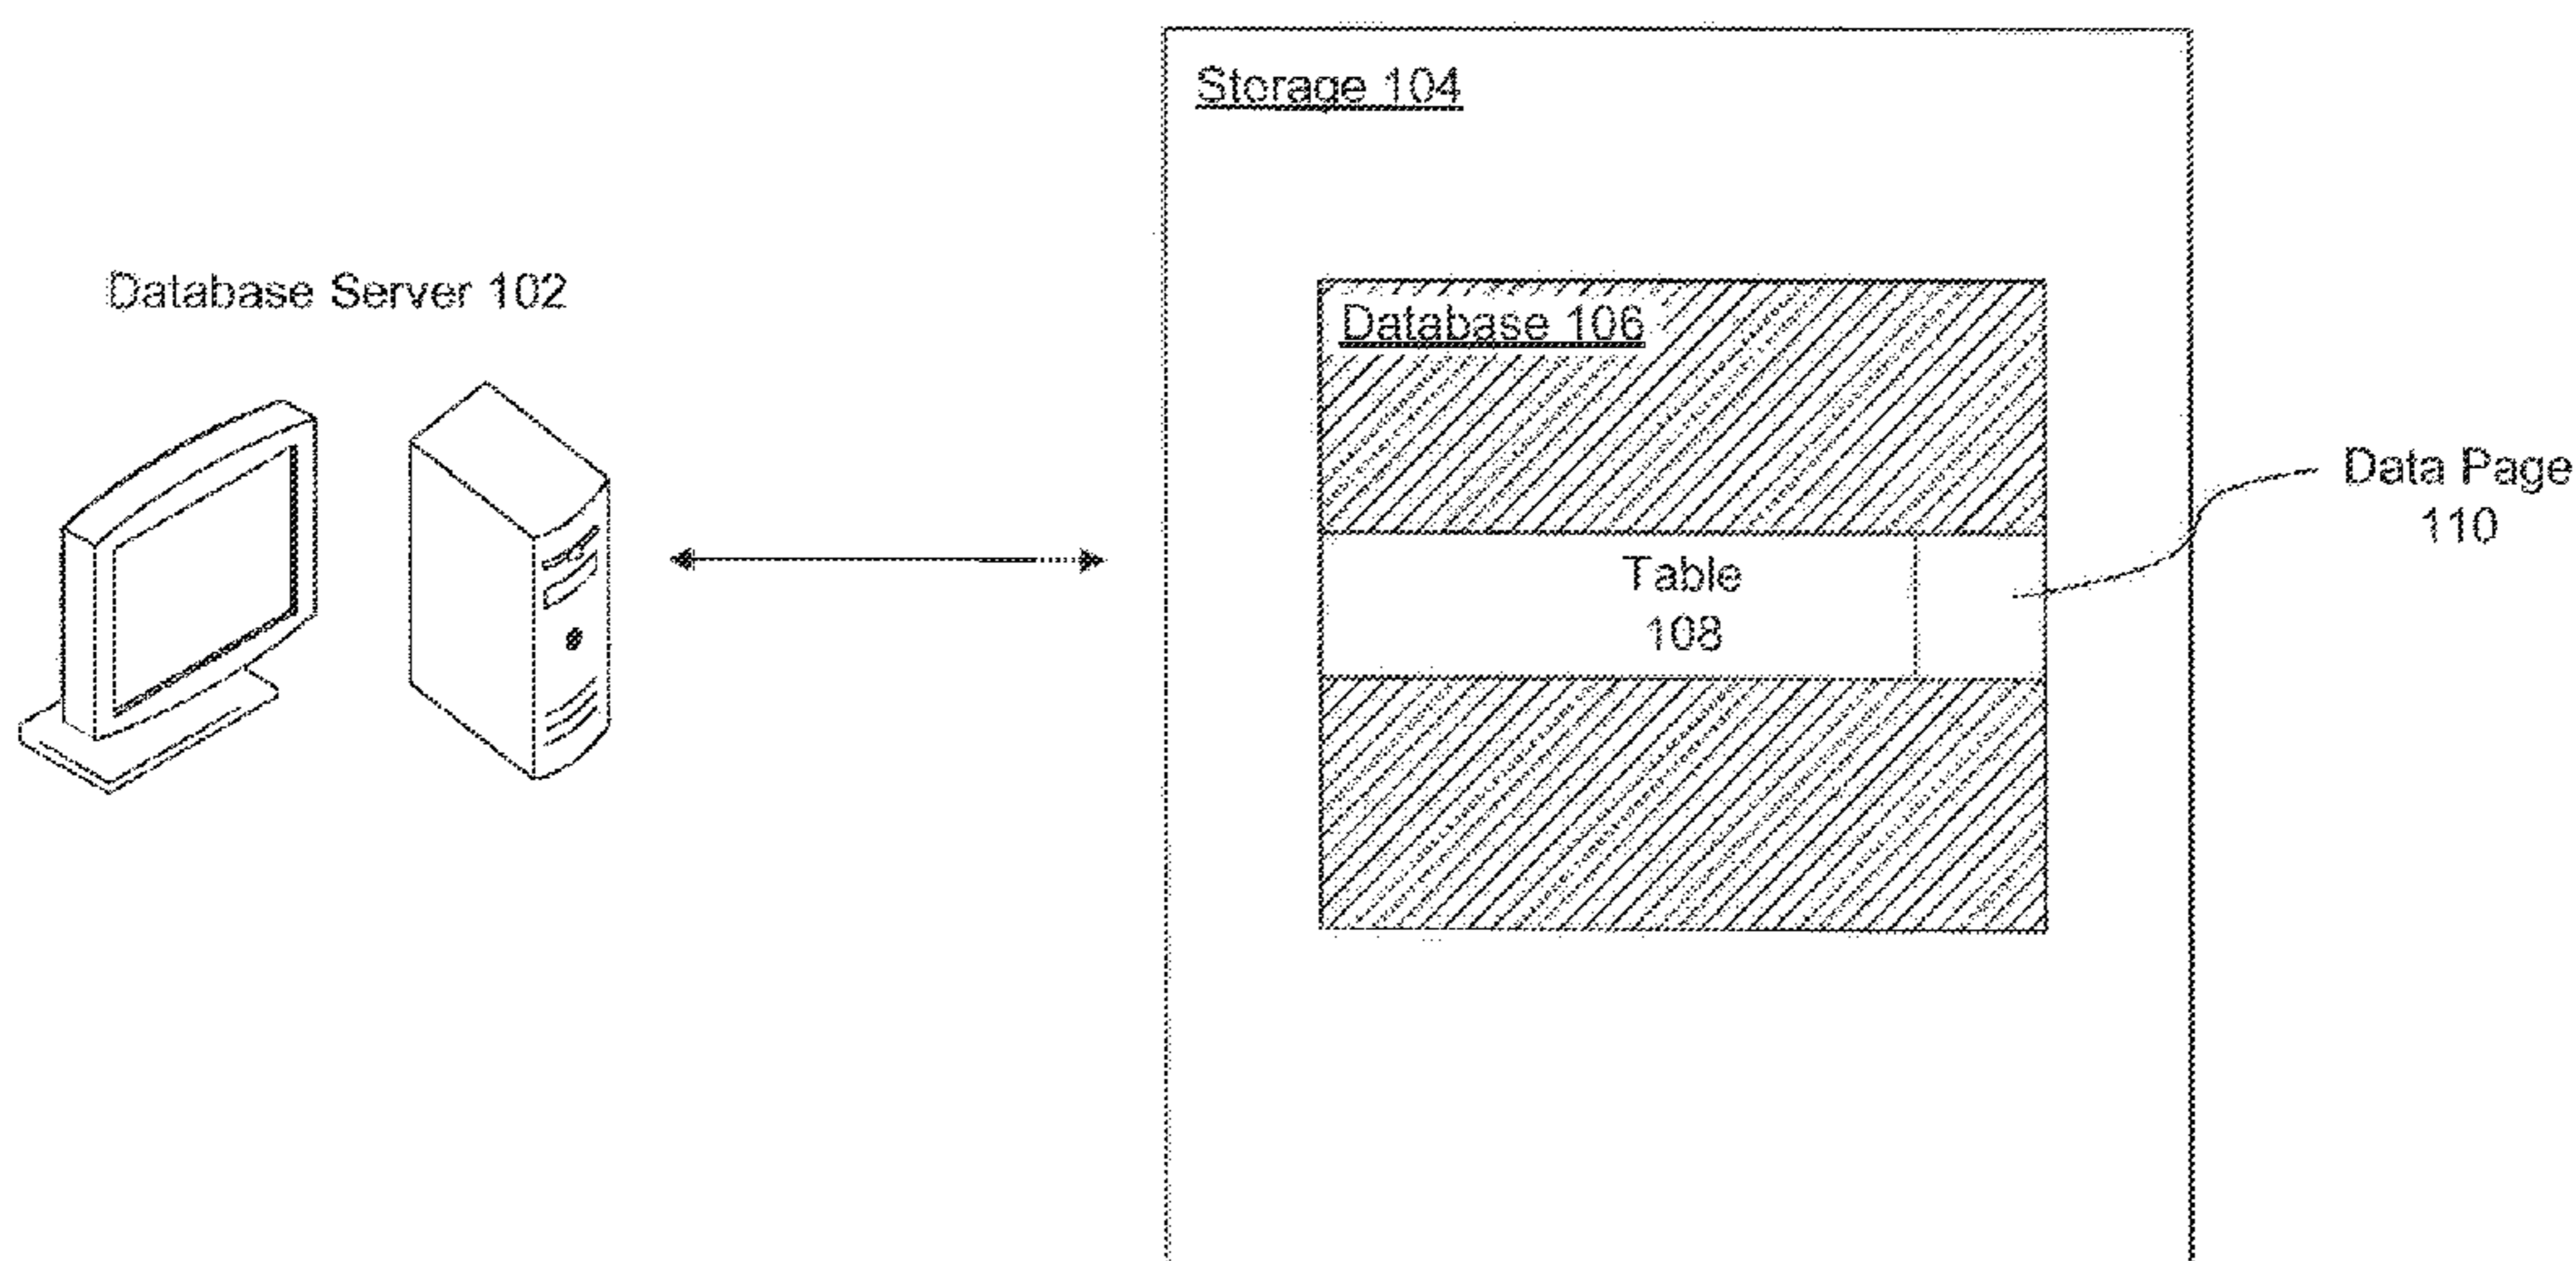 Storage 104
Database Server 102
Database 106
Data Page
110
Table
108